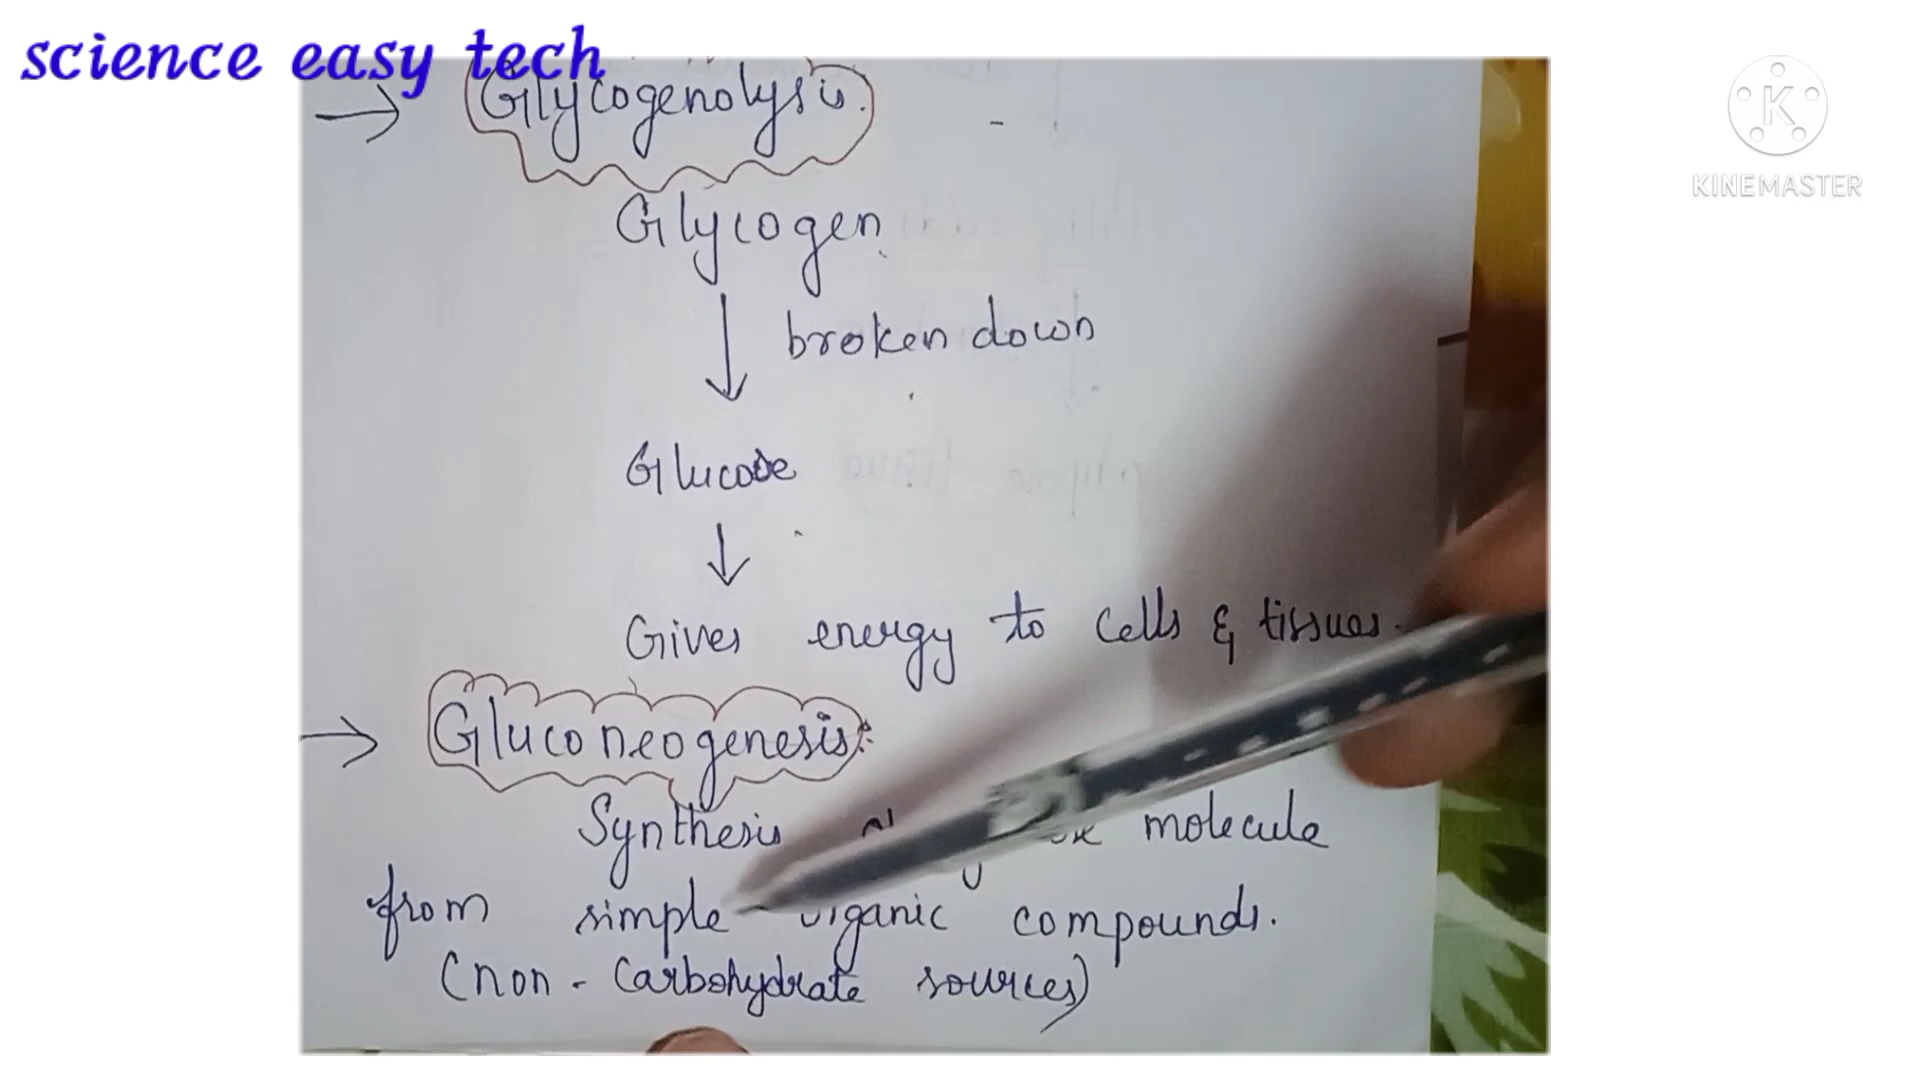 science easy tech
KINEMASTER
→ Glycogenolysis.
Glycogen
↓ broken down
Glucose
↓
Gives energy to cells & tissues.
→ Gluconeogenesis:
Synthesis molecule
from simple organic compounds.
(non - Carbohydrate sources)